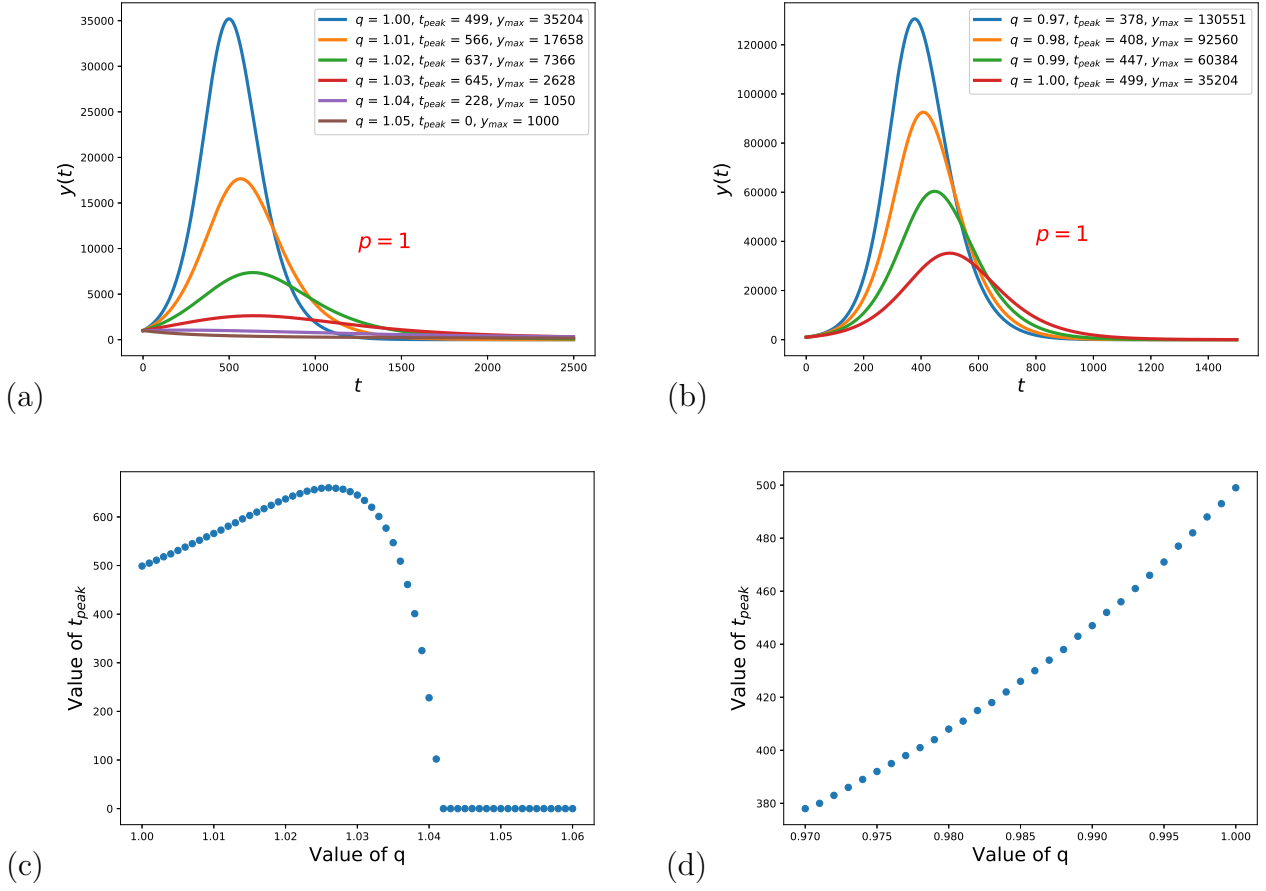 q = 1.00, t_peak = 499, y_max = 35204
q = 1.01, t_peak = 566, y_max = 17658
q = 1.02, t_peak = 637, y_max = 7366
q = 1.03, t_peak = 645, y_max = 2628
q = 1.04, t_peak = 228, y_max = 1050
q = 1.05, t_peak = 0, y_max = 1000
35000
30000
25000
20000
15000
10000
5000
0
y(t)
p = 1
0 500 1000 1500 2000 2500
t
(a)
q = 0.97, t_peak = 378, y_max = 130551
q = 0.98, t_peak = 408, y_max = 92560
q = 0.99, t_peak = 447, y_max = 60384
q = 1.00, t_peak = 499, y_max = 35204
120000
100000
80000
60000
40000
20000
0
y(t)
p = 1
0 200 400 600 800 1000 1200 1400
t
(b)
600
500
400
300
200
100
0
Value of t_peak
1.00 1.01 1.02 1.03 1.04 1.05 1.06
Value of q
(c)
500
480
460
440
420
400
380
Value of t_peak
0.970 0.975 0.980 0.985 0.990 0.995 1.000
Value of q
(d)